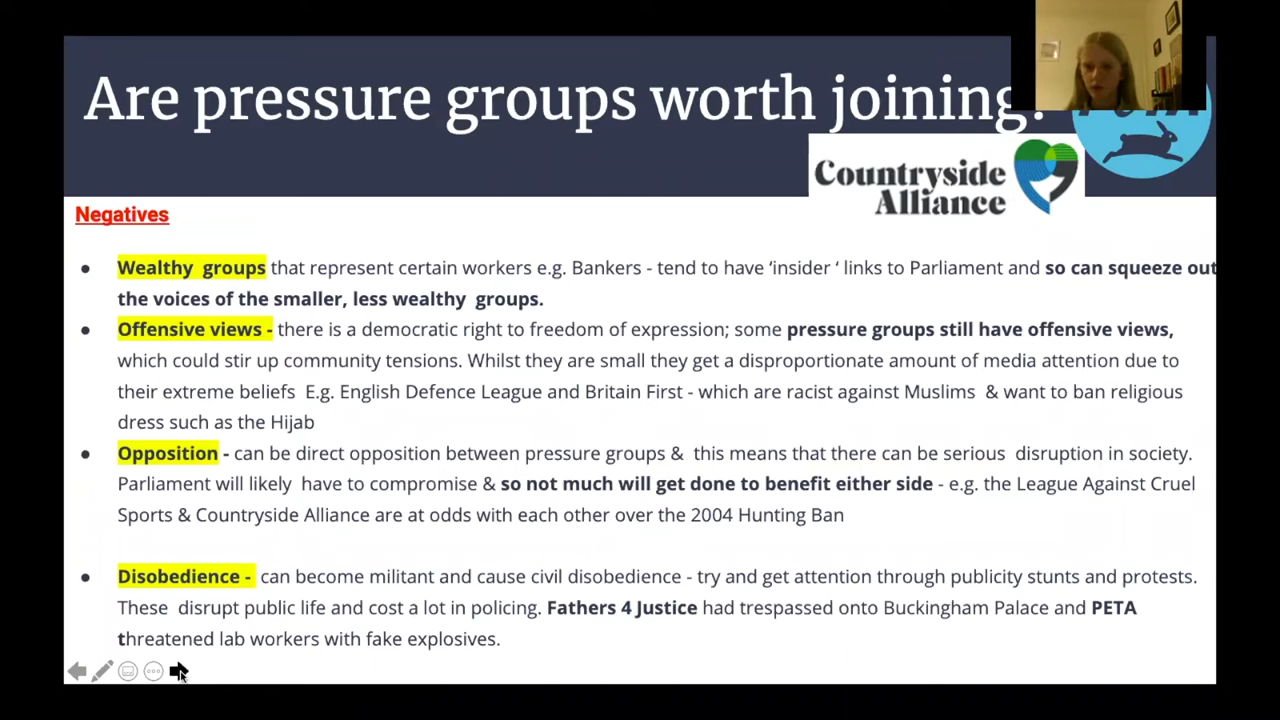 Are pressure groups worth joining?
Countryside
Alliance
Negatives
● Wealthy groups that represent certain workers e.g. Bankers - tend to have ‘insider ‘ links to Parliament and so can squeeze out
the voices of the smaller, less wealthy groups.
● Offensive views - there is a democratic right to freedom of expression; some pressure groups still have offensive views,
which could stir up community tensions. Whilst they are small they get a disproportionate amount of media attention due to
their extreme beliefs E.g. English Defence League and Britain First - which are racist against Muslims & want to ban religious
dress such as the Hijab
● Opposition - can be direct opposition between pressure groups & this means that there can be serious disruption in society.
Parliament will likely have to compromise & so not much will get done to benefit either side - e.g. the League Against Cruel
Sports & Countryside Alliance are at odds with each other over the 2004 Hunting Ban
● Disobedience - can become militant and cause civil disobedience - try and get attention through publicity stunts and protests.
These disrupt public life and cost a lot in policing. Fathers 4 Justice had trespassed onto Buckingham Palace and PETA
threatened lab workers with fake explosives.